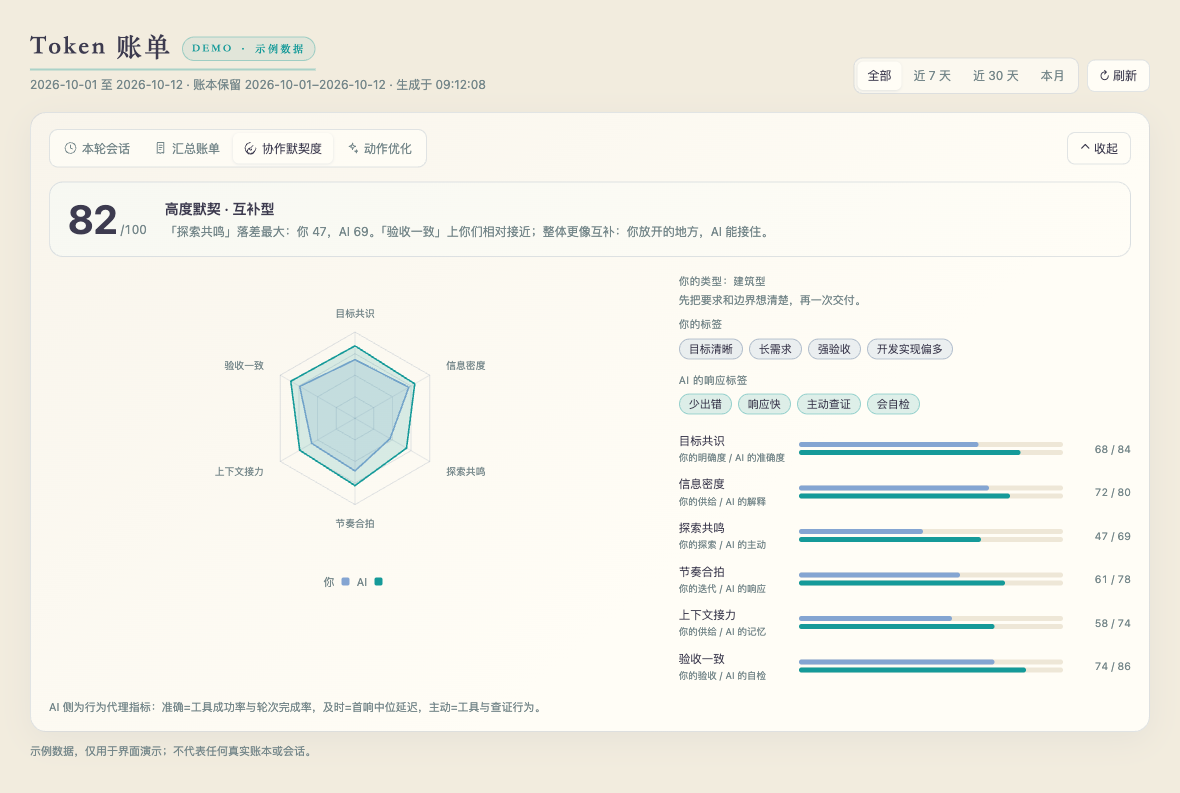 Token 账单
DEMO · 示例数据
2026-10-01 至 2026-10-12 · 账本保留 2026-10-01–2026-10-12 · 生成于 09:12:08
全部 近 7 天 近 30 天 本月
刷新
本轮会话 汇总账单 协作默契度 动作优化
收起
82/100
高度默契 · 互补型
「探索共鸣」落差最大：你 47，AI 69。「验收一致」上你们相对接近；整体更像互补：你放开的地方，AI 能接住。
目标共识
信息密度
探索共鸣
节奏合拍
上下文接力
验收一致
你 AI
你的类型：建筑型
先把要求和边界想清楚，再一次交付。
你的标签
目标清晰 长需求 强验收 开发实现偏多
AI 的响应标签
少出错 响应快 主动查证 会自检
目标共识
你的明确度 / AI 的准确度
68 / 84
信息密度
你的供给 / AI 的解释
72 / 80
探索共鸣
你的探索 / AI 的主动
47 / 69
节奏合拍
你的迭代 / AI 的响应
61 / 78
上下文接力
你的供给 / AI 的记忆
58 / 74
验收一致
你的验收 / AI 的自检
74 / 86
AI 侧为行为代理指标：准确=工具成功率与轮次完成率，及时=首响中位延迟，主动=工具与查证行为。
示例数据，仅用于界面演示；不代表任何真实账本或会话。